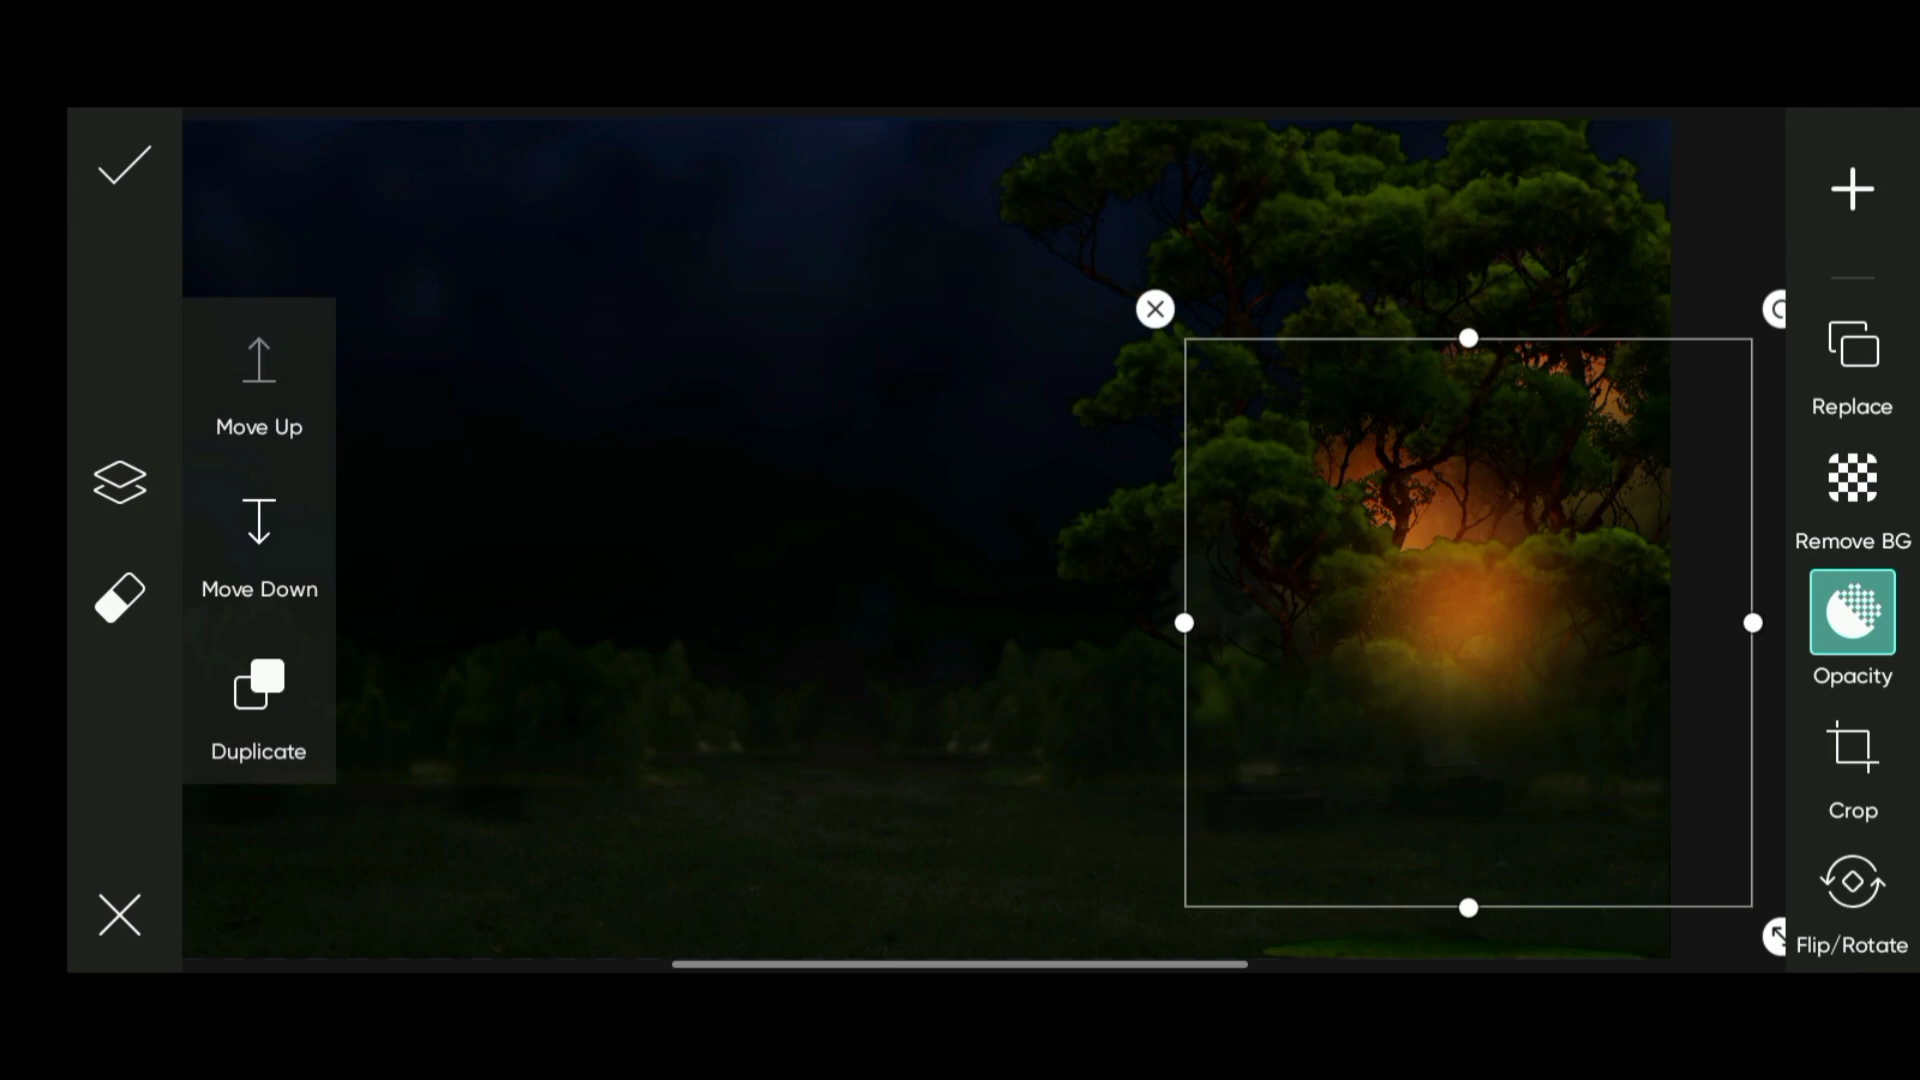 Move Up
Move Down
Duplicate
Replace
Remove BG
Opacity
Crop
Flip/Rotate